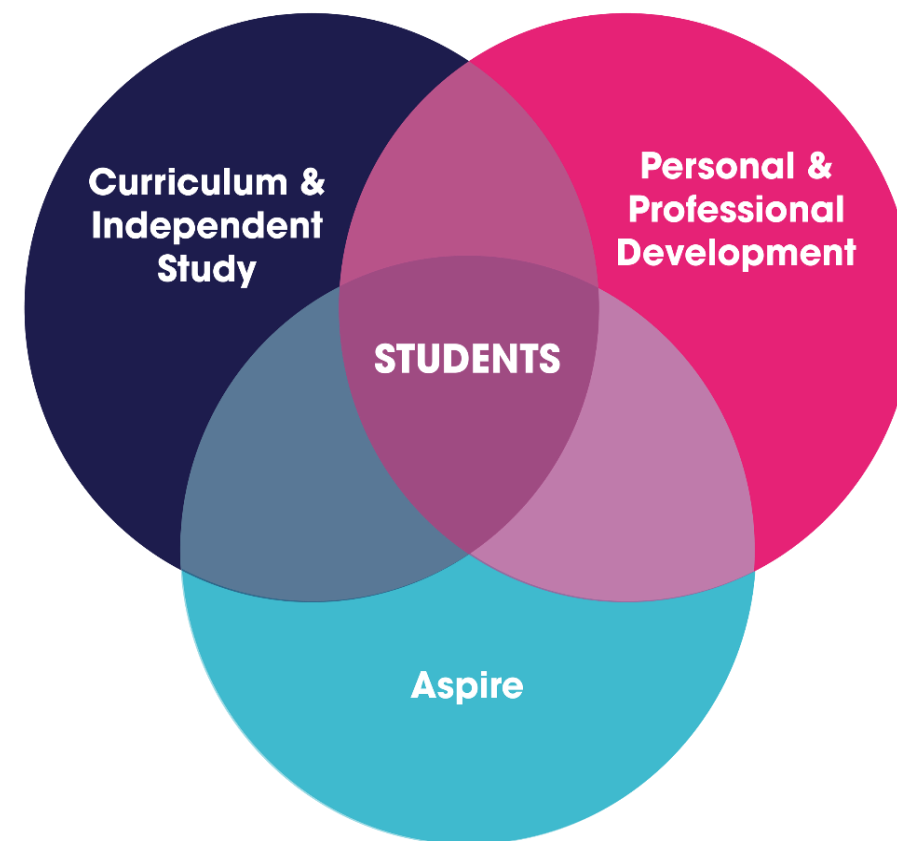 Curriculum &
Independent
Study
Personal &
Professional
Development
STUDENTS
Aspire